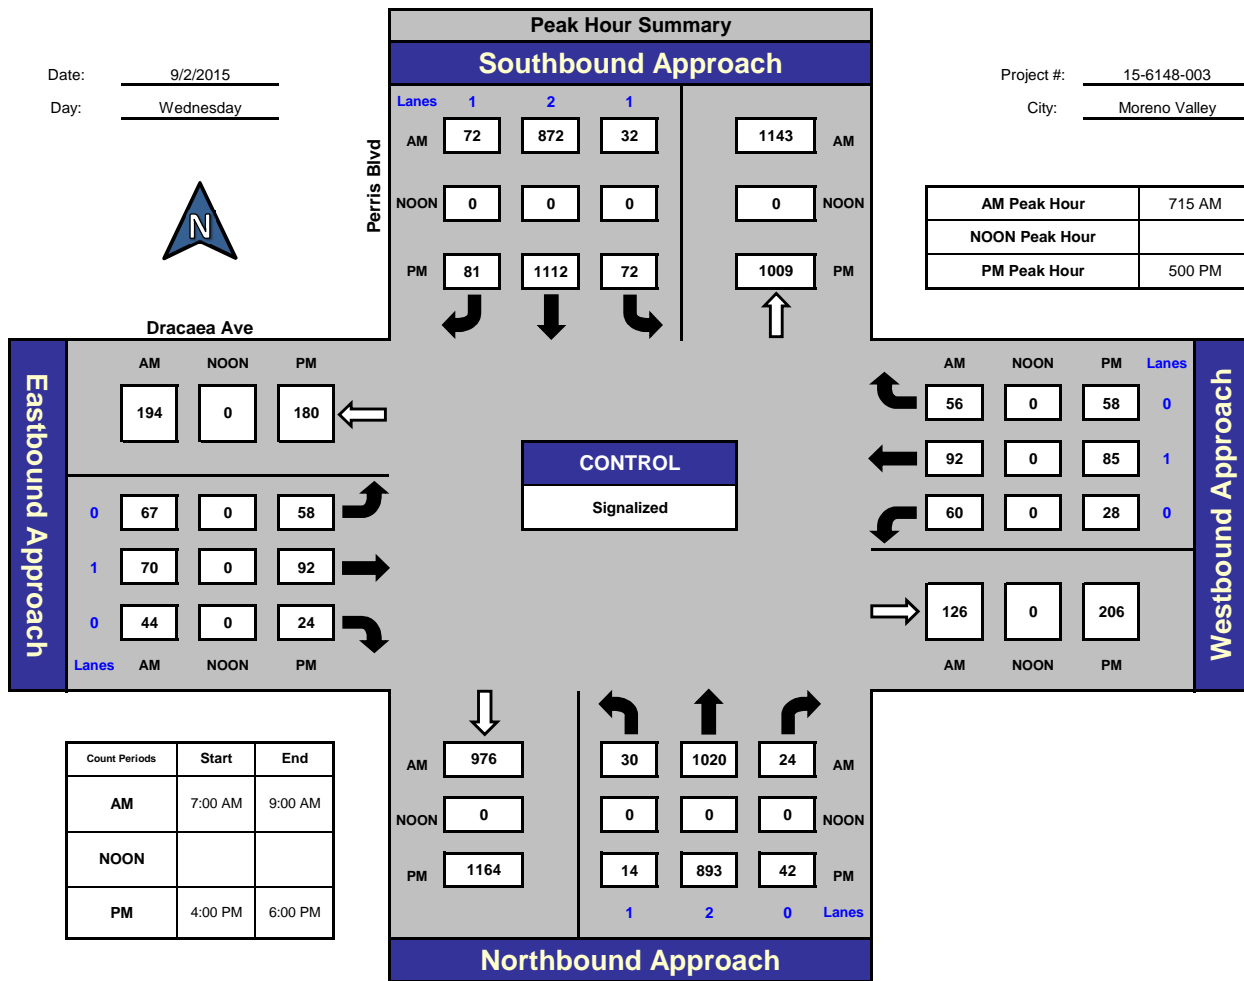 Peak Hour Summary
Southbound Approach
Date: 9/2/2015
Day: Wednesday
Project #: 15-6148-003
City: Moreno Valley
N
Perris Blvd
Lanes 1 2 1
AM 72 872 32 1143 AM
NOON 0 0 0 0 NOON
PM 81 1112 72 1009 PM
AM Peak Hour 715 AM
NOON Peak Hour
PM Peak Hour 500 PM
Dracaea Ave
Eastbound Approach
AM NOON PM
194 0 180
0 67 0 58
1 70 0 92
0 44 0 24
Lanes AM NOON PM
CONTROL
Signalized
AM NOON PM Lanes
56 0 58 0
92 0 85 1
60 0 28 0
126 0 206
AM NOON PM
Westbound Approach
Count Periods Start End
AM 7:00 AM 9:00 AM
NOON
PM 4:00 PM 6:00 PM
AM 976 30 1020 24 AM
NOON 0 0 0 0 NOON
PM 1164 14 893 42 PM
1 2 0 Lanes
Northbound Approach